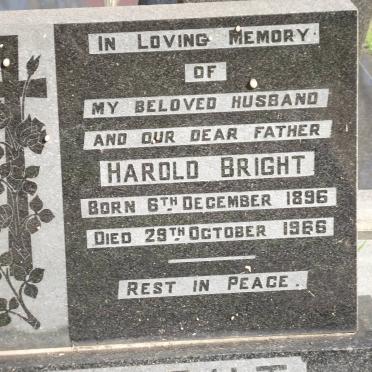 IN LOVING MEMORY
OF
MY BELOVED HUSBAND
AND OUR DEAR FATHER
HAROLD BRIGHT
BORN 6TH DECEMBER 1896
DIED 29TH OCTOBER 1966
REST IN PEACE.